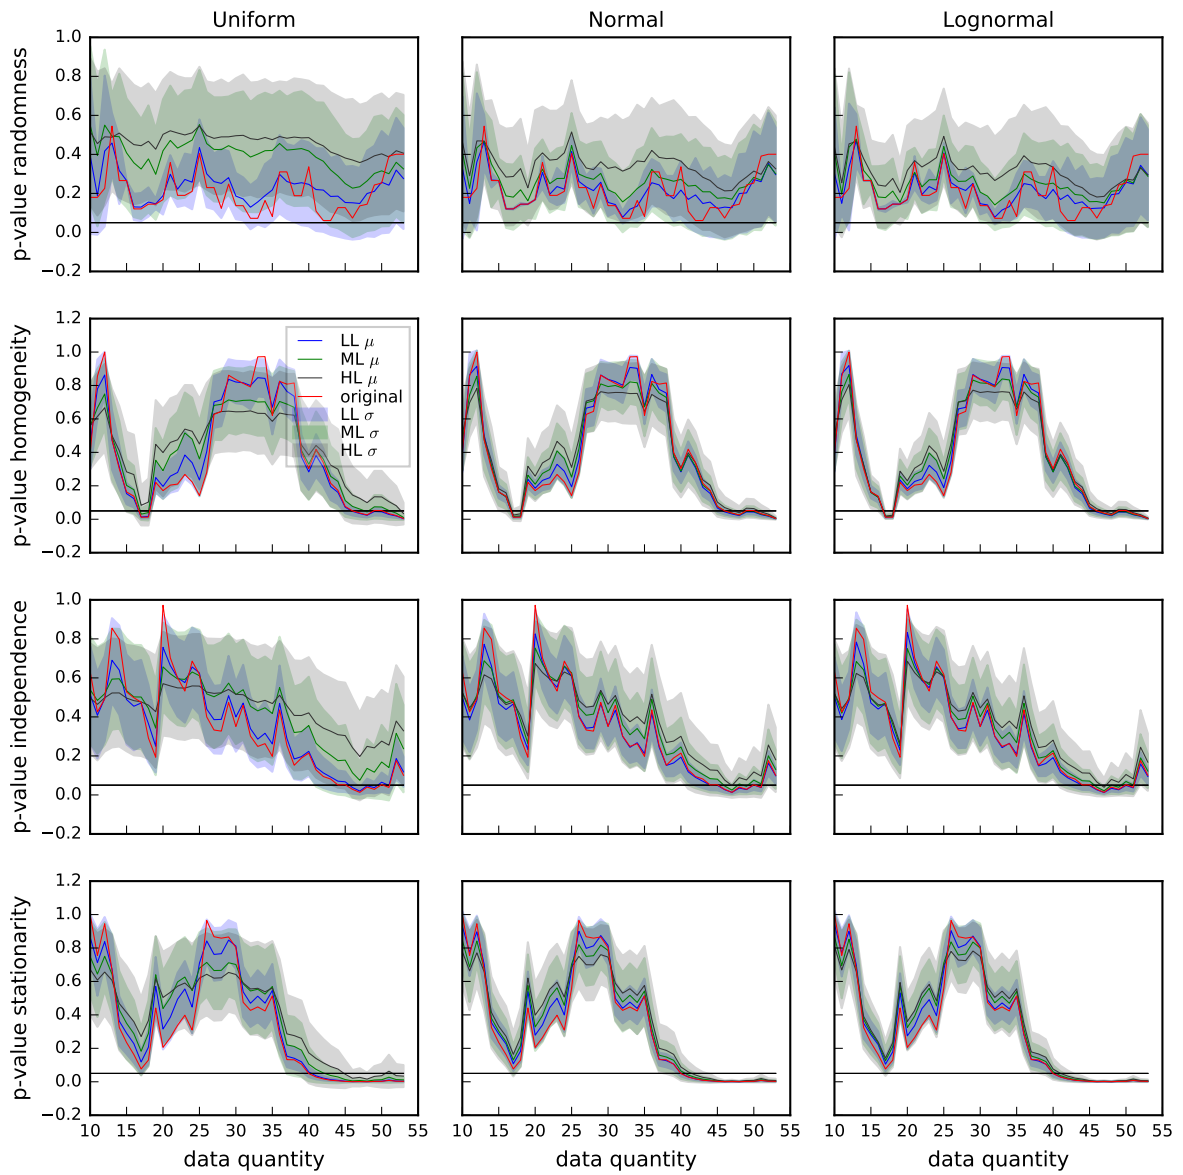 Uniform Normal Lognormal
p-value randomness
1.0
0.8
0.6
0.4
0.2
0.0
−0.2
p-value homogeneity
1.2
1.0
0.8
0.6
0.4
0.2
0.0
−0.2
LL μ
ML μ
HL μ
original
LL σ
ML σ
HL σ
p-value independence
1.0
0.8
0.6
0.4
0.2
0.0
−0.2
p-value stationarity
1.2
1.0
0.8
0.6
0.4
0.2
0.0
−0.2
10 15 20 25 30 35 40 45 50 55 10 15 20 25 30 35 40 45 50 55 10 15 20 25 30 35 40 45 50 55
data quantity data quantity data quantity